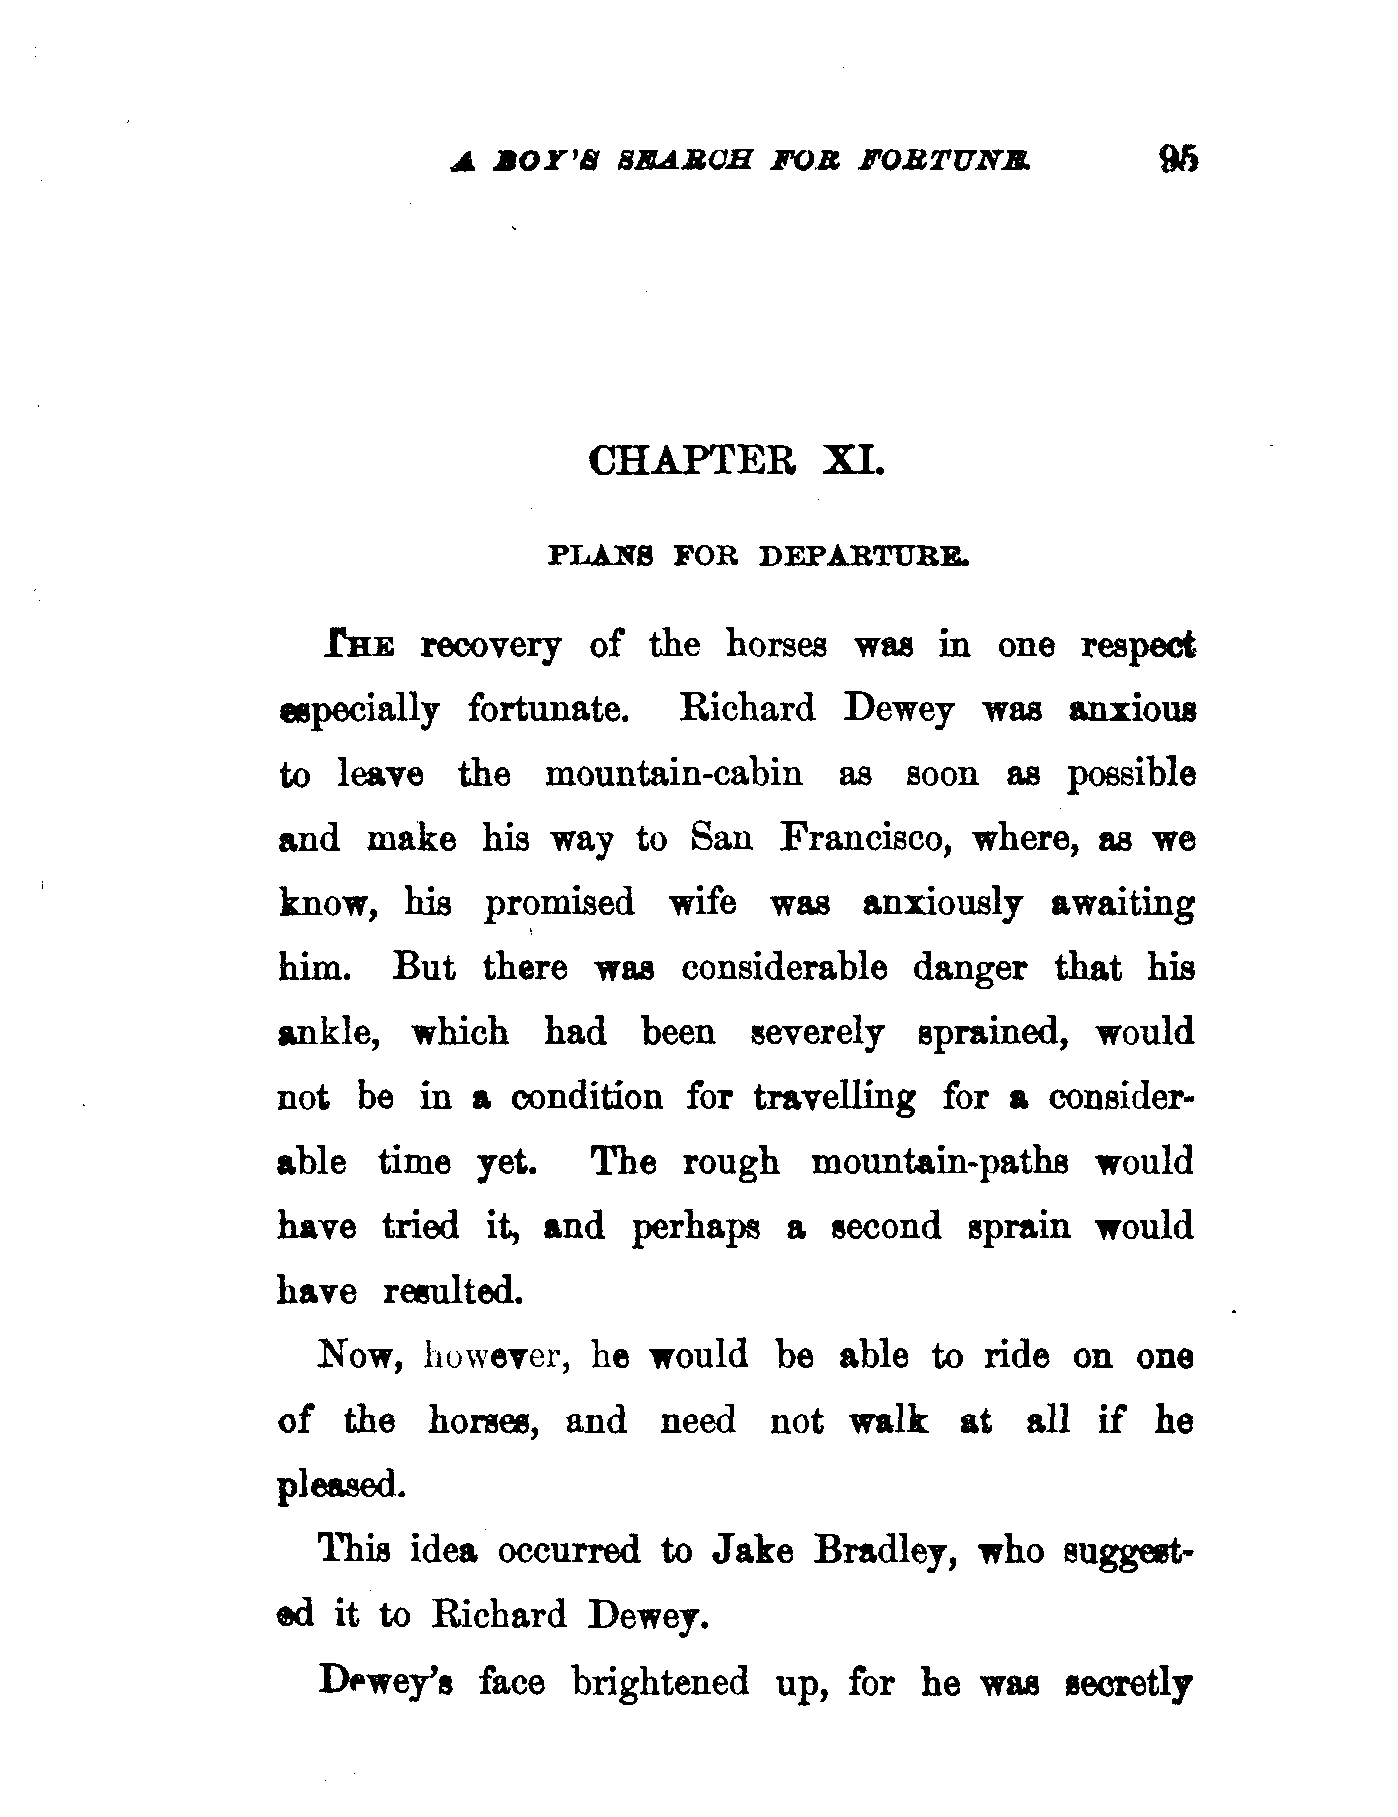 A BOY'S SEARCH FOR FORTUNE. 95
CHAPTER XI.
PLANS FOR DEPARTURE.
THE recovery of the horses was in one respect
especially fortunate. Richard Dewey was anxious
to leave the mountain-cabin as soon as possible
and make his way to San Francisco, where, as we
know, his promised wife was anxiously awaiting
him. But there was considerable danger that his
ankle, which had been severely sprained, would
not be in a condition for travelling for a consider-
able time yet. The rough mountain-paths would
have tried it, and perhaps a second sprain would
have resulted.
Now, however, he would be able to ride on one
of the horses, and need not walk at all if he
pleased.
This idea occurred to Jake Bradley, who suggest-
ed it to Richard Dewey.
Dewey's face brightened up, for he was secretly